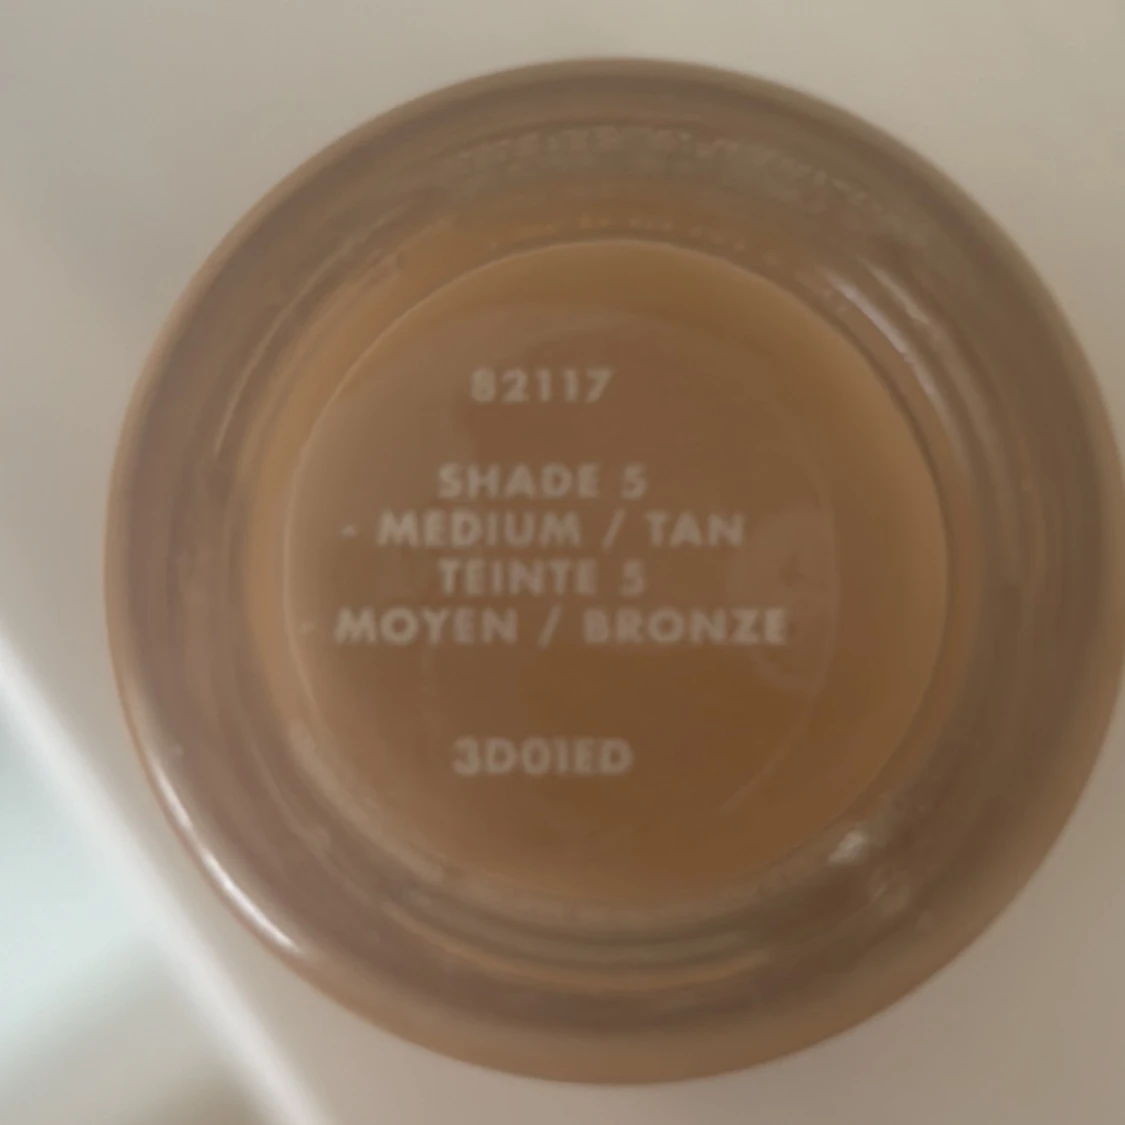 82117
SHADE 5
- MEDIUM / TAN
TEINTE 5
- MOYEN / BRONZE
3D01ED